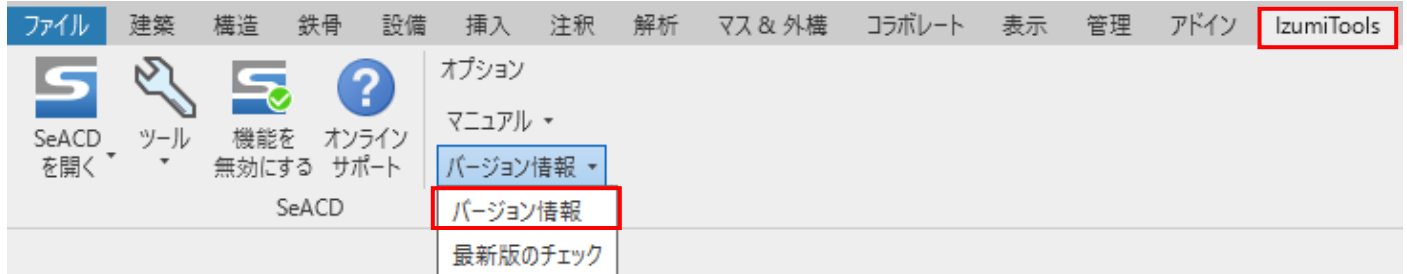 ファイル 建築 構造 鉄骨 設備 挿入 注釈 解析 マス & 外構 コラボレート 表示 管理 アドイン IzumiTools
SeACD
を開く
ツール
機能を
無効にする
オンライン
サポート
SeACD
オプション
マニュアル
バージョン情報
バージョン情報
最新版のチェック